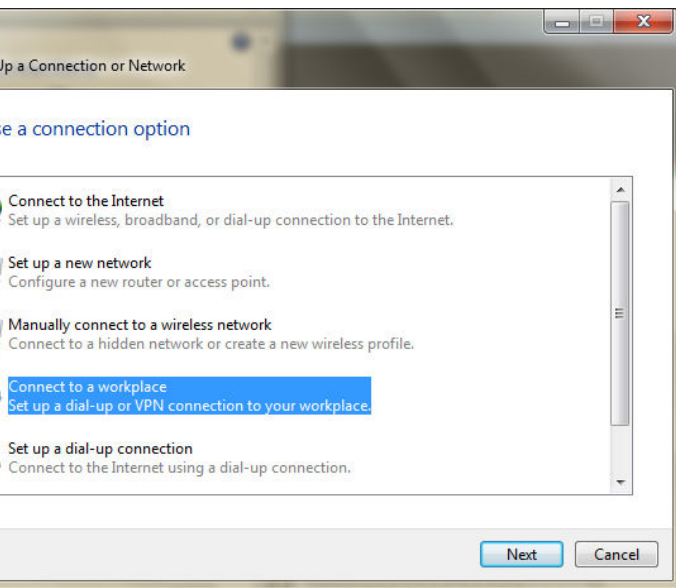 Up a Connection or Network
se a connection option
Connect to the Internet
Set up a wireless, broadband, or dial-up connection to the Internet.
Set up a new network
Configure a new router or access point.
Manually connect to a wireless network
Connect to a hidden network or create a new wireless profile.
Connect to a workplace
Set up a dial-up or VPN connection to your workplace.
Set up a dial-up connection
Connect to the Internet using a dial-up connection.
Next Cancel